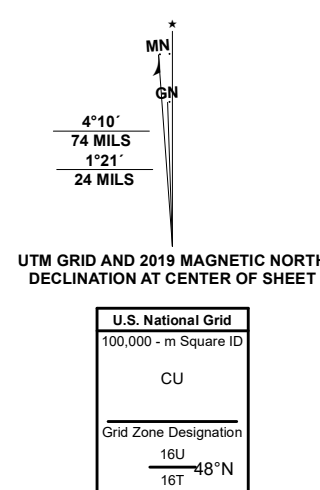 ★
MN
GN
4°10´
74 MILS
1°21´
24 MILS
UTM GRID AND 2019 MAGNETIC NORTH
DECLINATION AT CENTER OF SHEET
U.S. National Grid
100,000 - m Square ID
CU
Grid Zone Designation
16U
48°N
16T